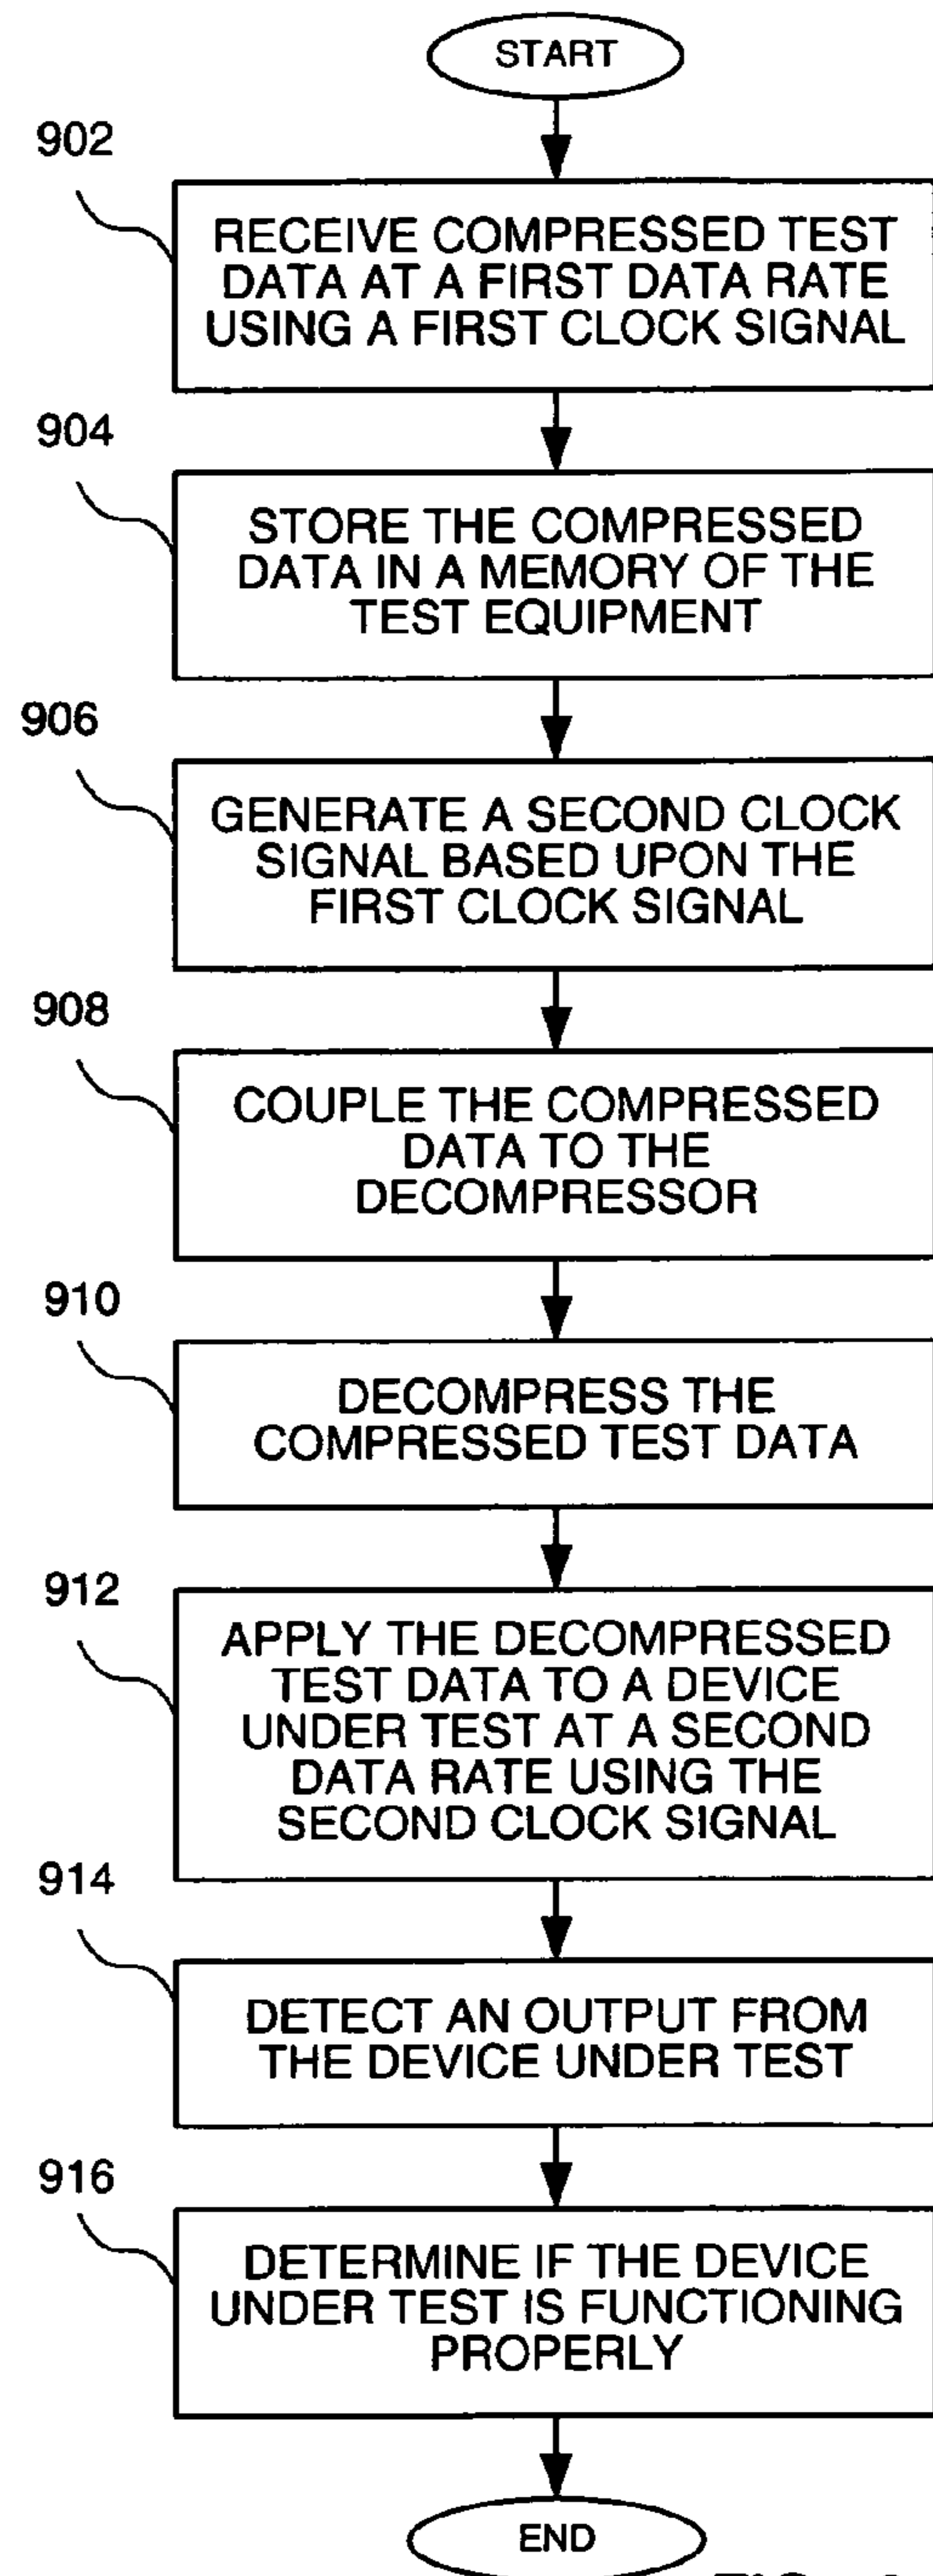 START
902
RECEIVE COMPRESSED TEST
DATA AT A FIRST DATA RATE
USING A FIRST CLOCK SIGNAL
904
STORE THE COMPRESSED
DATA IN A MEMORY OF THE
TEST EQUIPMENT
906
GENERATE A SECOND CLOCK
SIGNAL BASED UPON THE
FIRST CLOCK SIGNAL
908
COUPLE THE COMPRESSED
DATA TO THE
DECOMPRESSOR
910
DECOMPRESS THE
COMPRESSED TEST DATA
912
APPLY THE DECOMPRESSED
TEST DATA TO A DEVICE
UNDER TEST AT A SECOND
DATA RATE USING THE
SECOND CLOCK SIGNAL
914
DETECT AN OUTPUT FROM
THE DEVICE UNDER TEST
916
DETERMINE IF THE DEVICE
UNDER TEST IS FUNCTIONING
PROPERLY
END